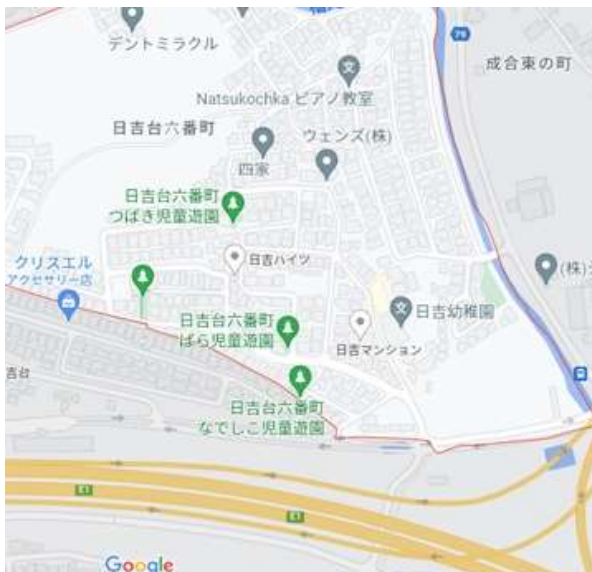 デントミラクル
79
成合東の町
Natsukochka ピアノ教室
日吉台六番町
ウェンズ(株)
四家
日吉台六番町
つばき児童遊園
日吉ハイツ
クリスエル
アクセサリー店
(株)
日吉幼稚園
日吉台六番町
ばら児童遊園
日吉マンション
吉台
日吉台六番町
なでしこ児童遊園
E1
E1
Google